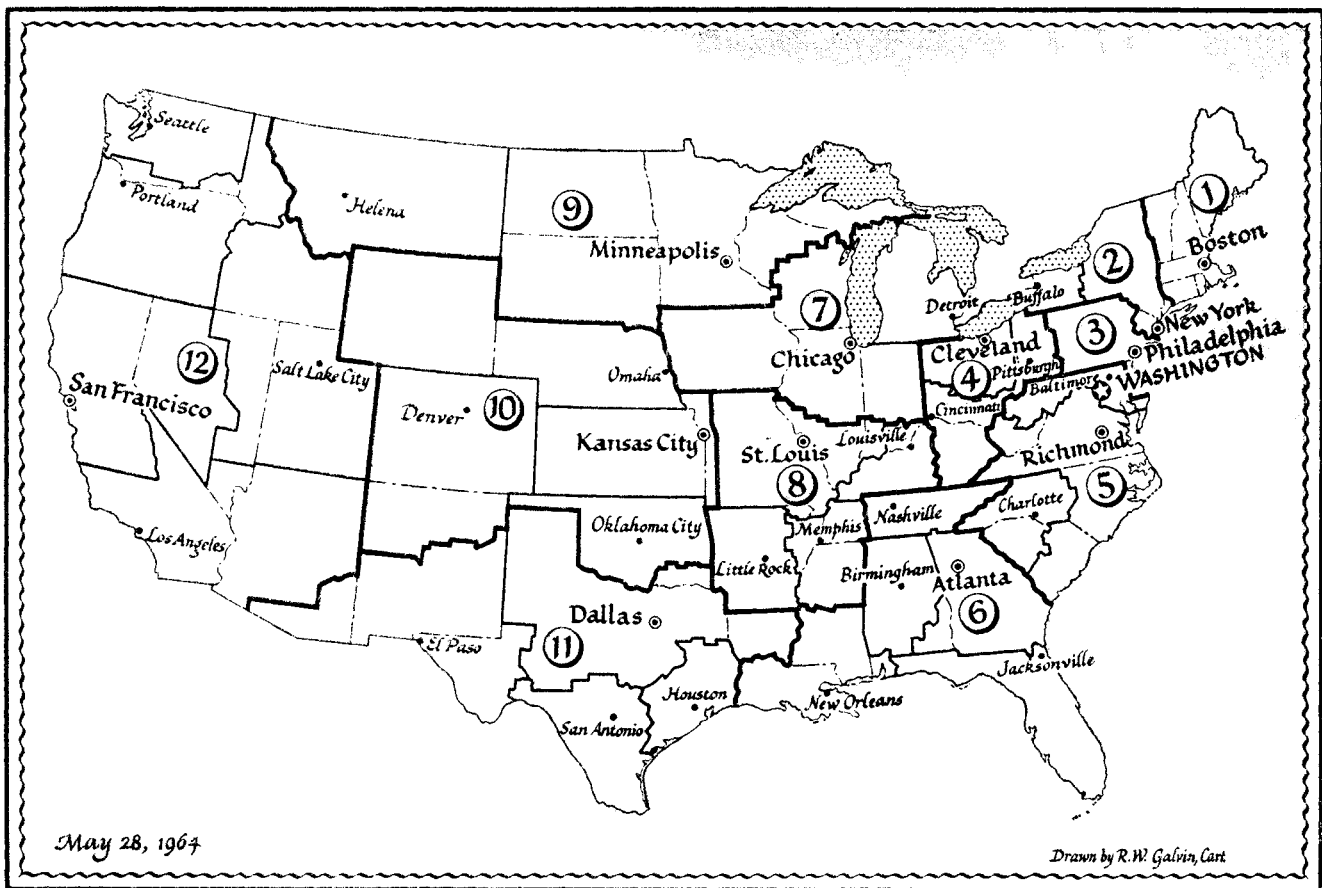 Seattle
Portland
Helena
9
Minneapolis
1
Boston
2
Buffalo
Detroit
7
Chicago
New York
3
Philadelphia
Cleveland
Pittsburgh
4
WASHINGTON
Baltimore
Cincinnati
12
San Francisco
Salt Lake City
Omaha
Denver
10
Kansas City
St. Louis
8
Louisville
Richmond
5
Los Angeles
Oklahoma City
Little Rock
Memphis
Nashville
Charlotte
Birmingham
Atlanta
6
Dallas
11
El Paso
Houston
San Antonio
New Orleans
Jacksonville
May 28, 1964
Drawn by R.W. Galvin, Cart.